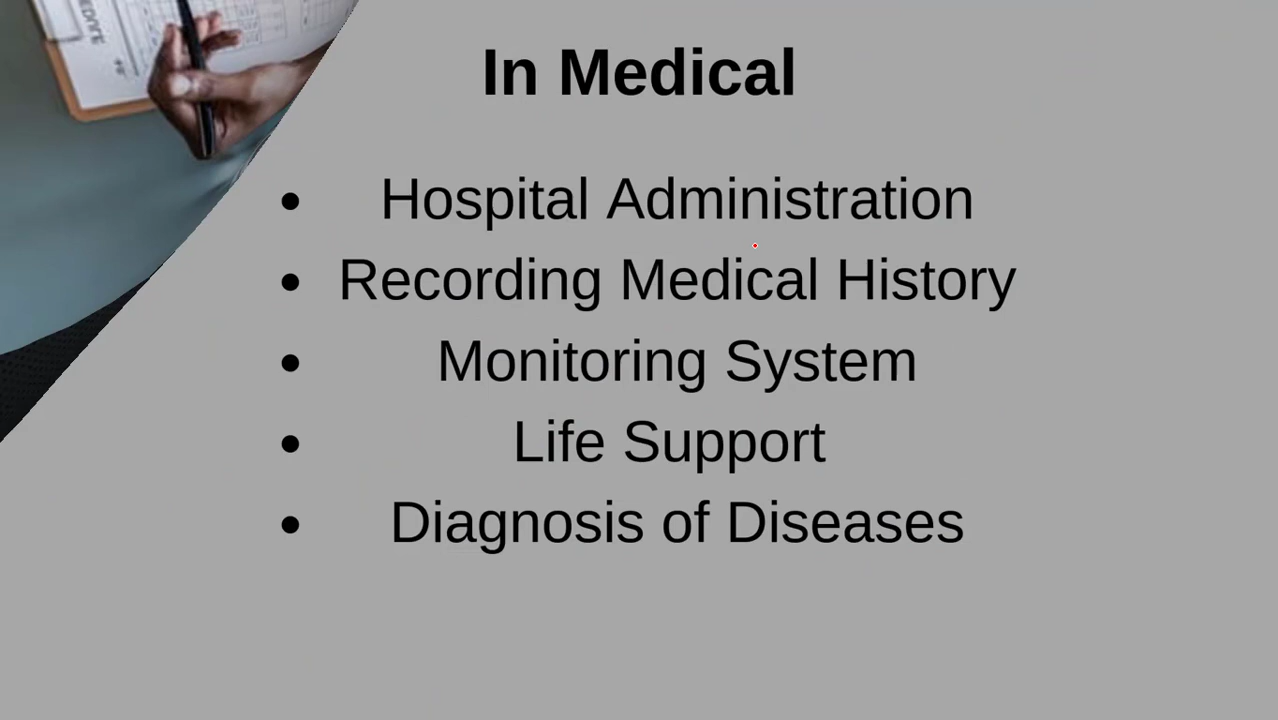 In Medical
• Hospital Administration
• Recording Medical History
• Monitoring System
• Life Support
• Diagnosis of Diseases